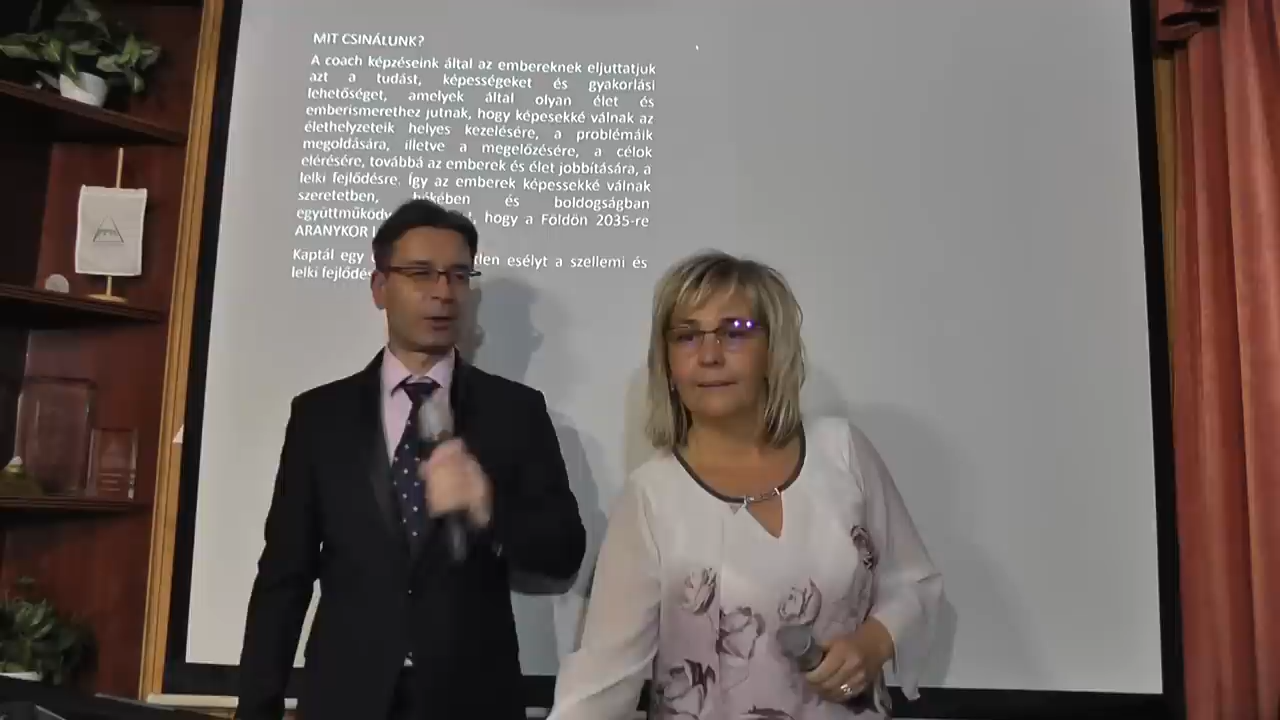 MIT CSINÁLUNK?
A coach képzéseink által az embereknek eljuttatjuk
azt a tudást, képességeket és gyakorlási
lehetőséget, amelyek által olyan élet és
emberismerethez jutnak, hogy képesekké válnak az
élethelyzeteik helyes kezelésére, a problémáik
megoldására, illetve a megelőzésére, a célok
elérésére, továbbá az emberek és élet jobbítására, a
lelki fejlődésre. Így az emberek képessekké válnak
szeretetben, békében és boldogságban
hogy a Földön 2035-re
ARANYKOR
Kaptál egy esélyt a szellemi és
lelki